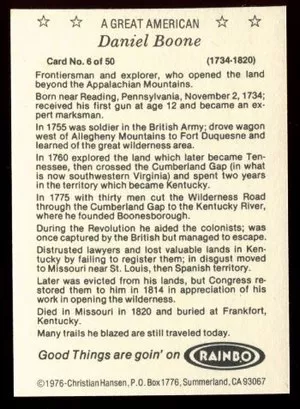 ☆ ☆ A GREAT AMERICAN ☆ ☆
Daniel Boone
Card No. 6 of 50 (1734-1820)
Frontiersman and explorer, who opened the land
beyond the Appalachian Mountains.
Born near Reading, Pennsylvania, November 2, 1734;
received his first gun at age 12 and became an ex-
pert marksman.
In 1755 was soldier in the British Army; drove wagon
west of Allegheny Mountains to Fort Duquesne and
learned of the great wilderness area.
In 1760 explored the land which later became Ten-
nessee, then crossed the Cumberland Gap (in what
is now southwestern Virginia) and spent two years
in the territory which became Kentucky.
In 1775 with thirty men cut the Wilderness Road
through the Cumberland Gap to the Kentucky River,
where he founded Boonesborough.
During the Revolution he aided the colonists; was
once captured by the British but managed to escape.
Distrusted lawyers and lost valuable lands in Ken-
tucky by failing to register them; in disgust moved
to Missouri near St. Louis, then Spanish territory.
Later was evicted from his lands, but Congress re-
stored them to him in 1814 in appreciation of his
work in opening the wilderness.
Died in Missouri in 1820 and buried at Frankfort,
Kentucky.
Many trails he blazed are still traveled today.
Good Things are goin' on RAINBO
©1976-Christian Hansen, P.O. Box 1776, Summerland, CA 93067